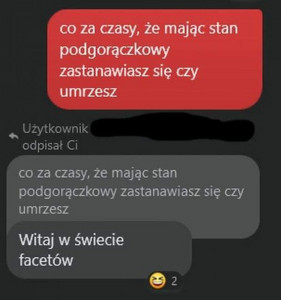 co za czasy, że mając stan
podgorączkowy
zastanawiasz się czy
umrzesz
Użytkownik
odpisał Ci
co za czasy, że mając stan
podgorączkowy zastanawiasz się czy
umrzesz
Witaj w świecie
facetów
2